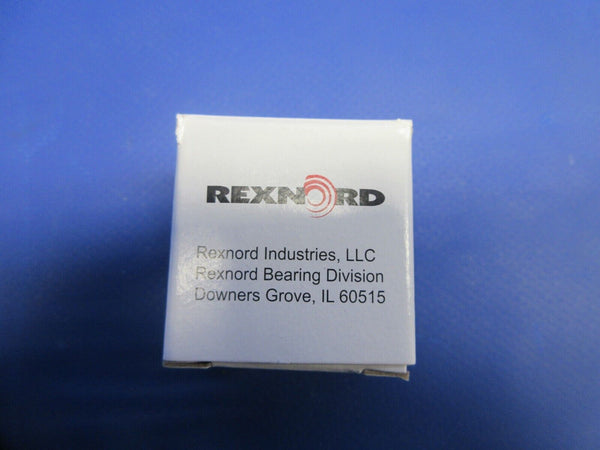 REXNORD
Rexnord Industries, LLC
Rexnord Bearing Division
Downers Grove, IL 60515